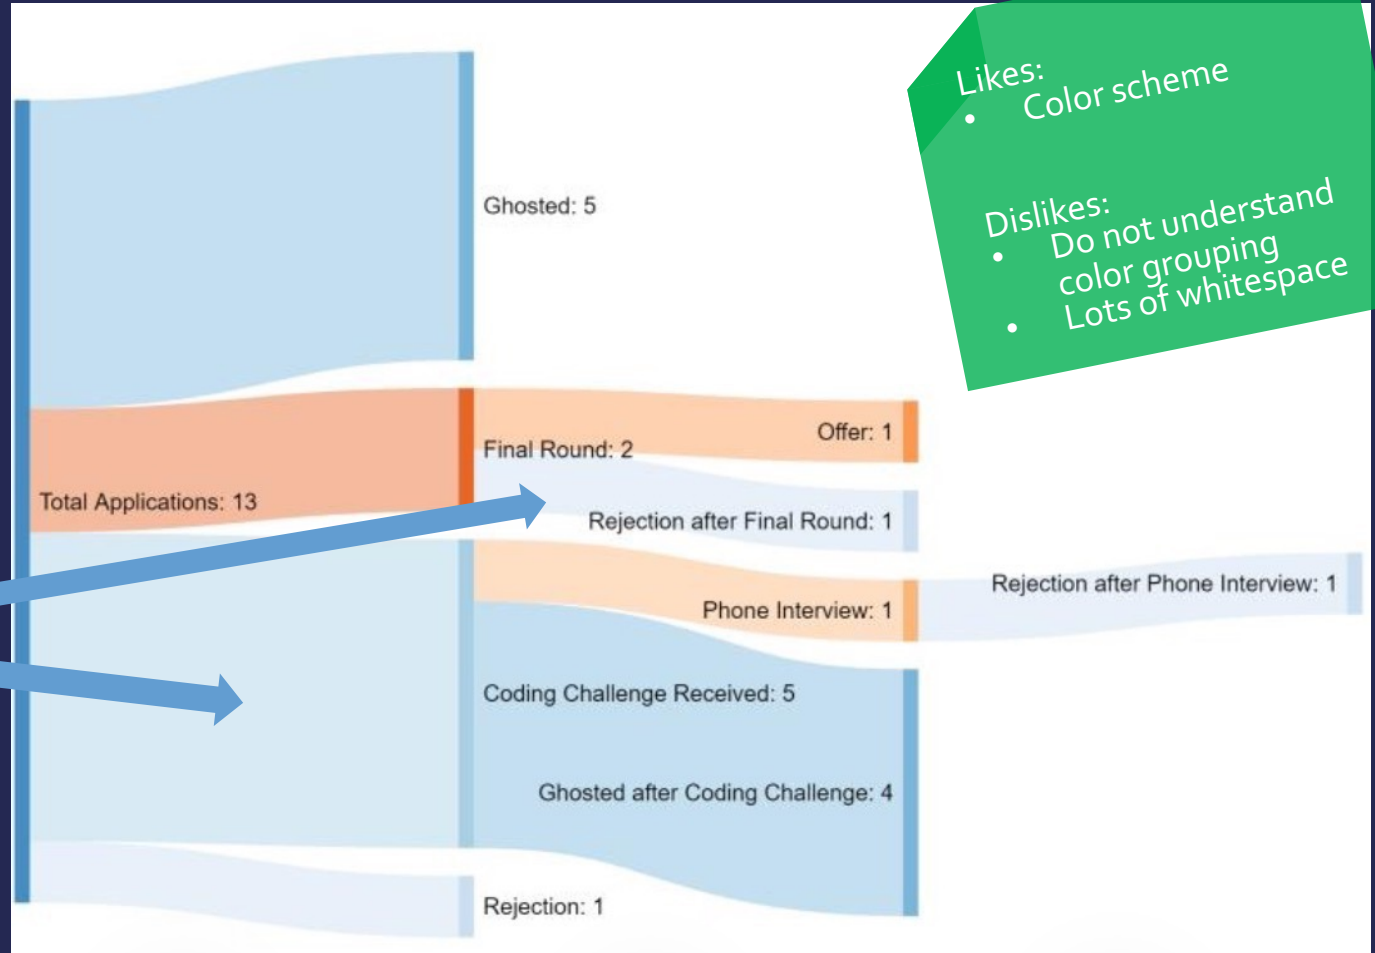 Likes:
• Color scheme
Dislikes:
• Do not understand
color grouping
• Lots of whitespace
Ghosted: 5
Final Round: 2
Offer: 1
Total Applications: 13
Rejection after Final Round: 1
Rejection after Phone Interview: 1
Phone Interview: 1
Coding Challenge Received: 5
Ghosted after Coding Challenge: 4
Rejection: 1